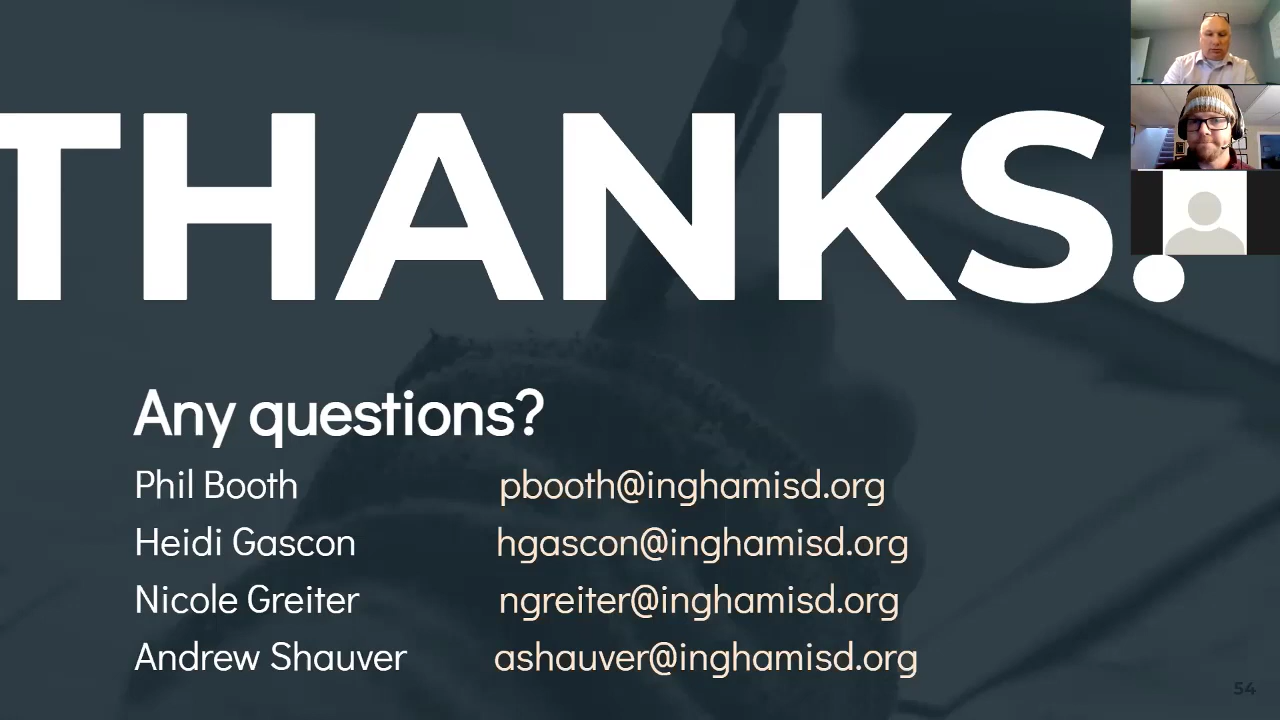 THANKS.
Any questions?
Phil Booth pbooth@inghamisd.org
Heidi Gascon hgascon@inghamisd.org
Nicole Greiter ngreiter@inghamisd.org
Andrew Shauver ashauver@inghamisd.org
54